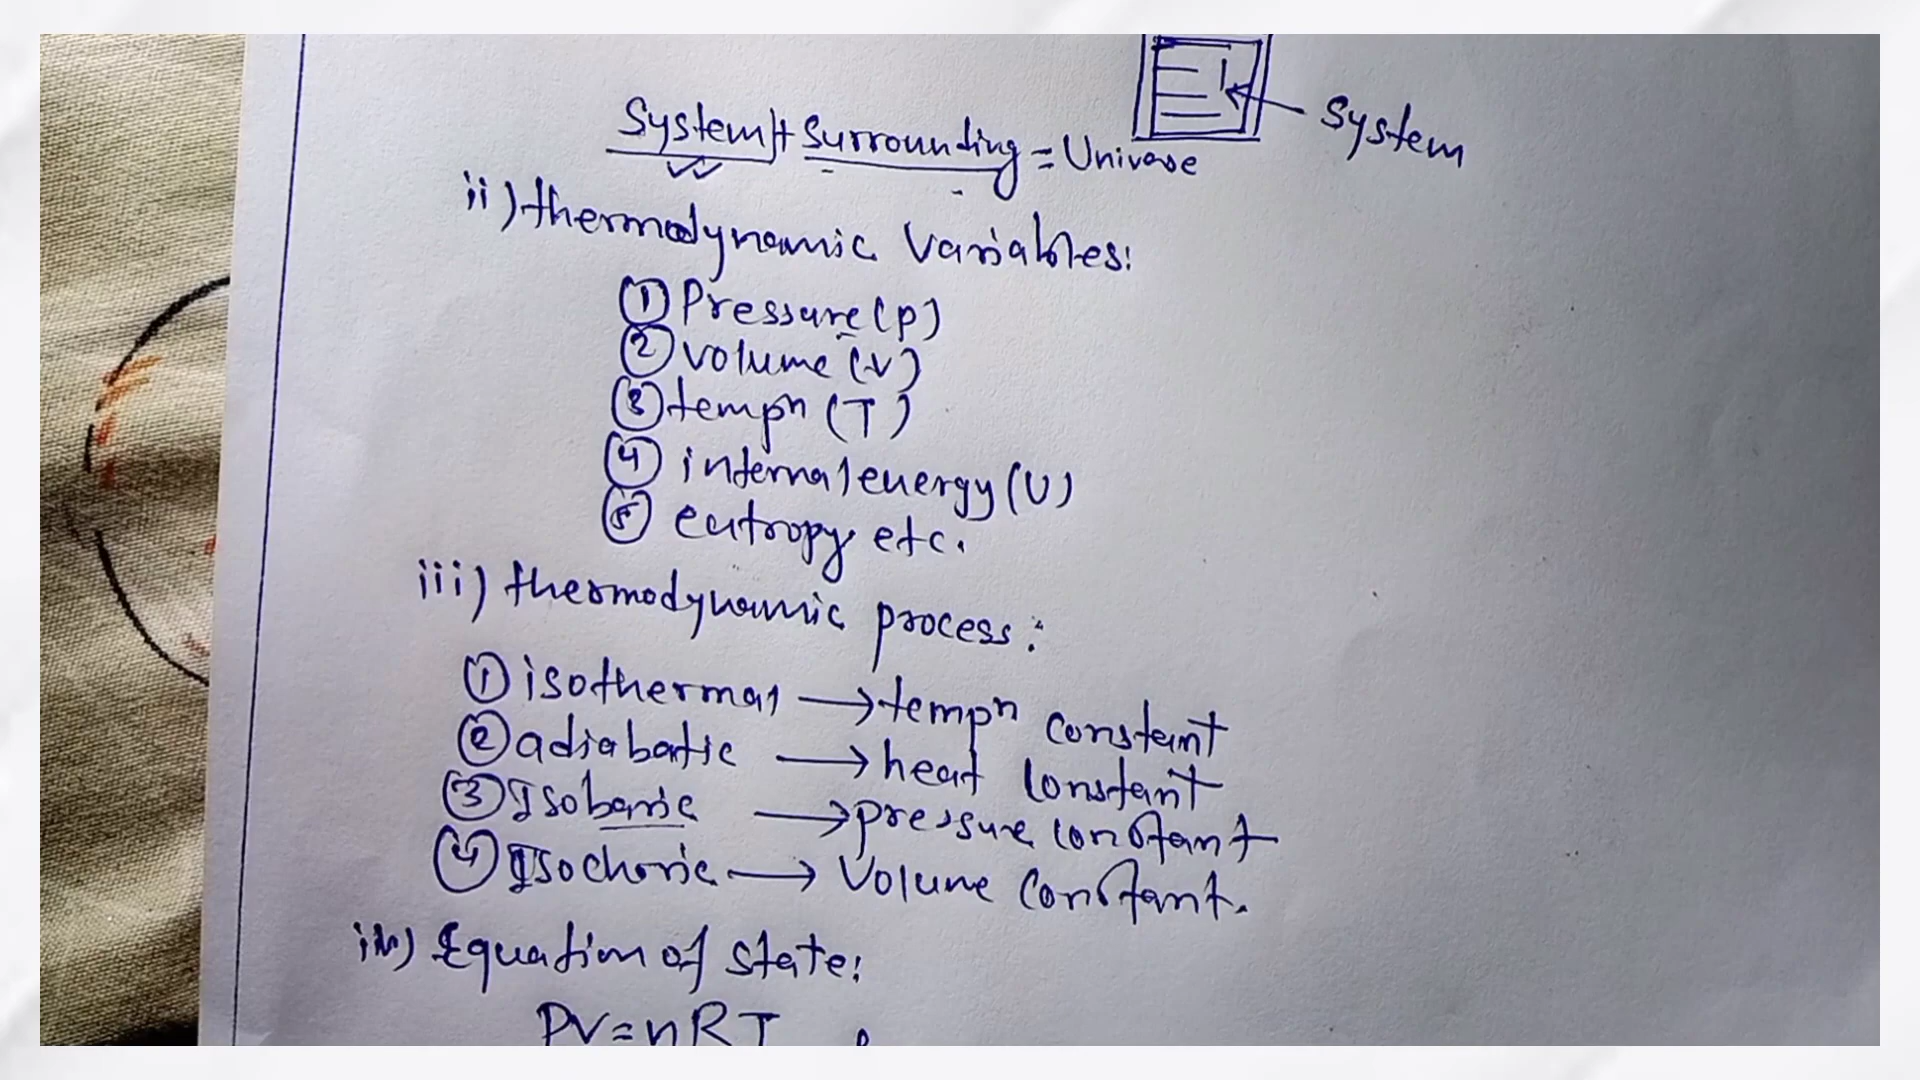 System
System + Surrounding = Universe
ii) thermodynamic Variables:
① Pressure (P)
② volume (V)
③ tempn (T)
④ internal energy (U)
⑤ entropy etc.
iii) thermodynamic process:
① isothermal → tempn constant
② adiabatic → heat constant
③ Isobaric → pressure constant
④ Isochoric → Volume constant.
iv) Equation of state:
PV=nRT